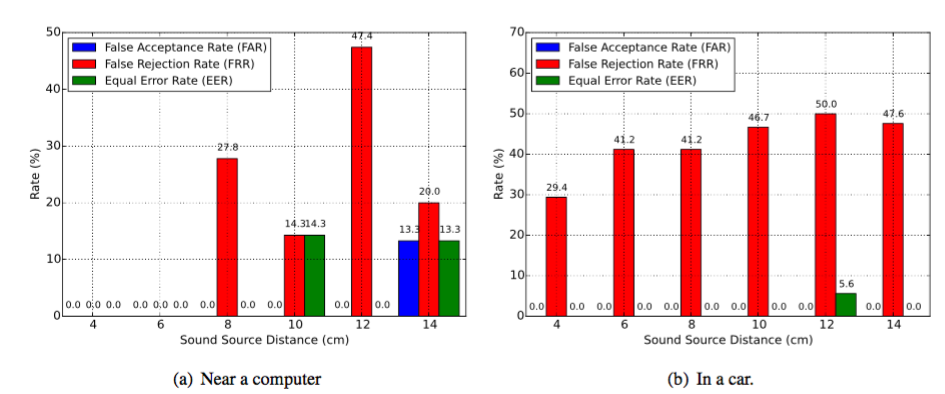 50
40
30
20
10
0
Rate (%)
False Acceptance Rate (FAR)
False Rejection Rate (FRR)
Equal Error Rate (EER)
0.0 0.0 0.0 0.0 0.0 0.0 0.0 27.8 0.0 14.3 14.3 0.0 47.4 0.0 13.3 20.0 13.3
4 6 8 10 12 14
Sound Source Distance (cm)
(a) Near a computer
70
60
50
40
30
20
10
0
Rate (%)
False Acceptance Rate (FAR)
False Rejection Rate (FRR)
Equal Error Rate (EER)
0.0 29.4 0.0 0.0 41.2 0.0 0.0 41.2 0.0 0.0 46.7 0.0 0.0 50.0 5.6 0.0 47.6 0.0
4 6 8 10 12 14
Sound Source Distance (cm)
(b) In a car.